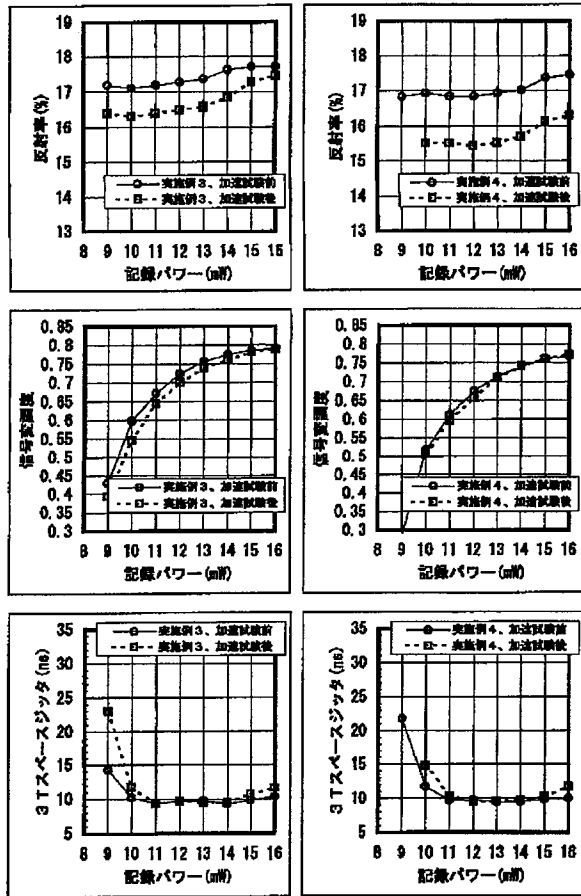 18
17
16
15
14
13
反射率(%)
実施例3、加速試験前
実施例3、加速試験後
8 9 10 11 12 13 14 15 16
記録パワー(mW)
18
17
16
15
14
13
反射率(%)
実施例4、加速試験前
実施例4、加速試験後
8 9 10 11 12 13 14 15 16
記録パワー(mW)
0.85
0.8
0.75
0.7
0.65
0.6
0.55
0.5
0.45
0.4
0.35
0.3
信号変調度
実施例3、加速試験前
実施例3、加速試験後
8 9 10 11 12 13 14 15 16
記録パワー(mW)
0.85
0.8
0.75
0.7
0.65
0.6
0.55
0.5
0.45
0.4
0.35
0.3
信号変調度
実施例4、加速試験前
実施例4、加速試験後
8 9 10 11 12 13 14 15 16
記録パワー(mW)
35
30
25
20
15
10
5
3Tスペースジッタ(ns)
実施例3、加速試験前
実施例3、加速試験後
8 9 10 11 12 13 14 15 16
記録パワー(mW)
35
30
25
20
15
10
5
3Tスペースジッタ(ns)
実施例4、加速試験前
実施例4、加速試験後
8 9 10 11 12 13 14 15 16
記録パワー(mW)